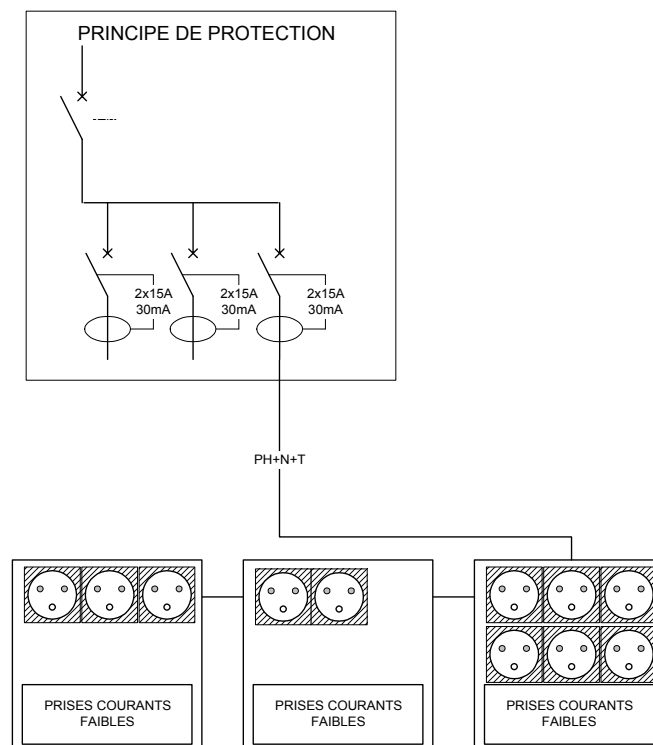 PRINCIPE DE PROTECTION
2x15A
30mA
2x15A
30mA
2x15A
30mA
PH+N+T
PRISES COURANTS
FAIBLES
PRISES COURANTS
FAIBLES
PRISES COURANTS
FAIBLES